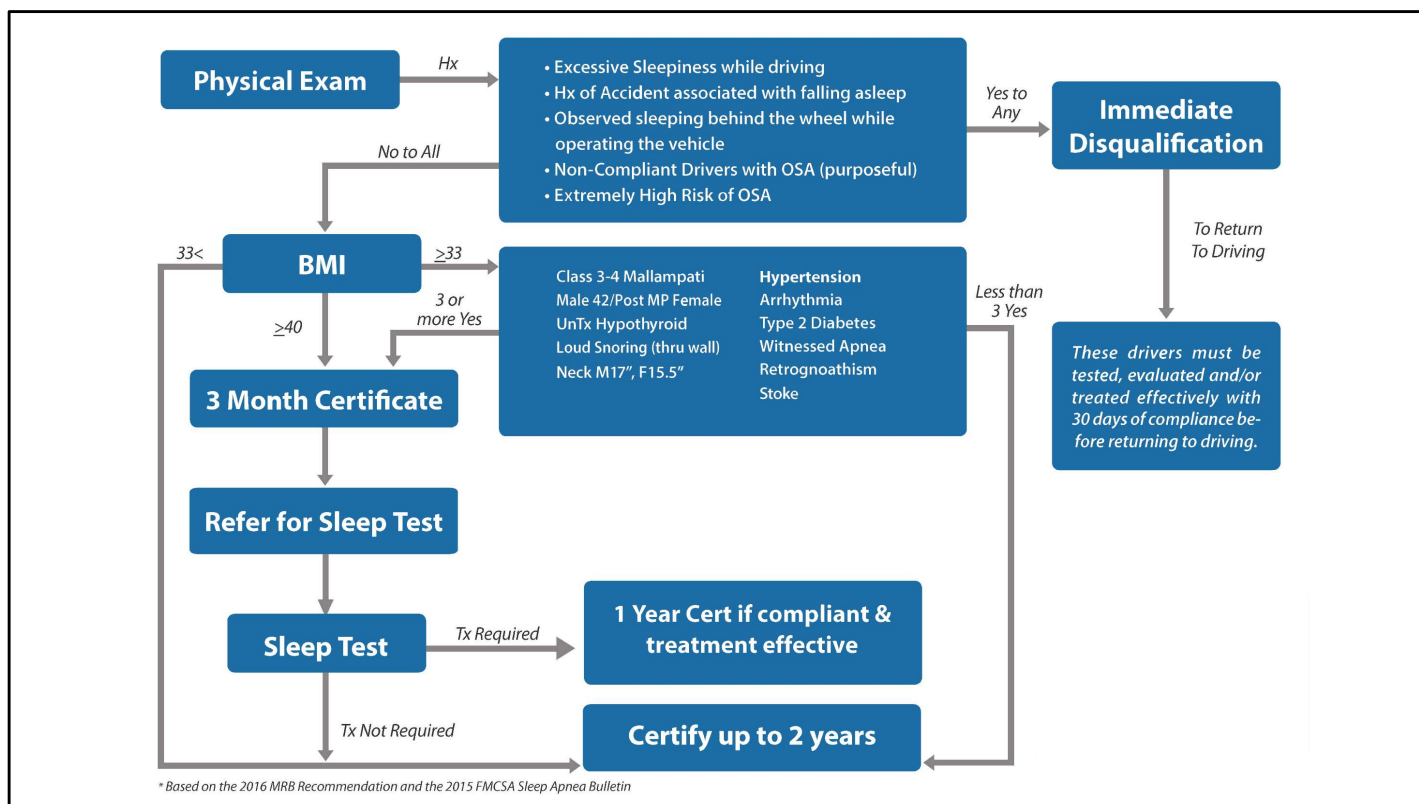 Physical Exam
Hx
• Excessive Sleepiness while driving
• Hx of Accident associated with falling asleep
• Observed sleeping behind the wheel while
operating the vehicle
• Non-Compliant Drivers with OSA (purposeful)
• Extremely High Risk of OSA
Yes to
Any
Immediate
Disqualification
No to All
To Return
To Driving
33<
BMI
≥33
≥40
3 or
more Yes
Class 3-4 Mallampati
Male 42/Post MP Female
UnTx Hypothyroid
Loud Snoring (thru wall)
Neck M17”, F15.5”
Hypertension
Arrhythmia
Type 2 Diabetes
Witnessed Apnea
Retrognoathism
Stoke
Less than
3 Yes
These drivers must be
tested, evaluated and/or
treated effectively with
30 days of compliance be-
fore returning to driving.
3 Month Certificate
Refer for Sleep Test
Sleep Test
Tx Required
1 Year Cert if compliant &
treatment effective
Tx Not Required
Certify up to 2 years
* Based on the 2016 MRB Recommendation and the 2015 FMCSA Sleep Apnea Bulletin